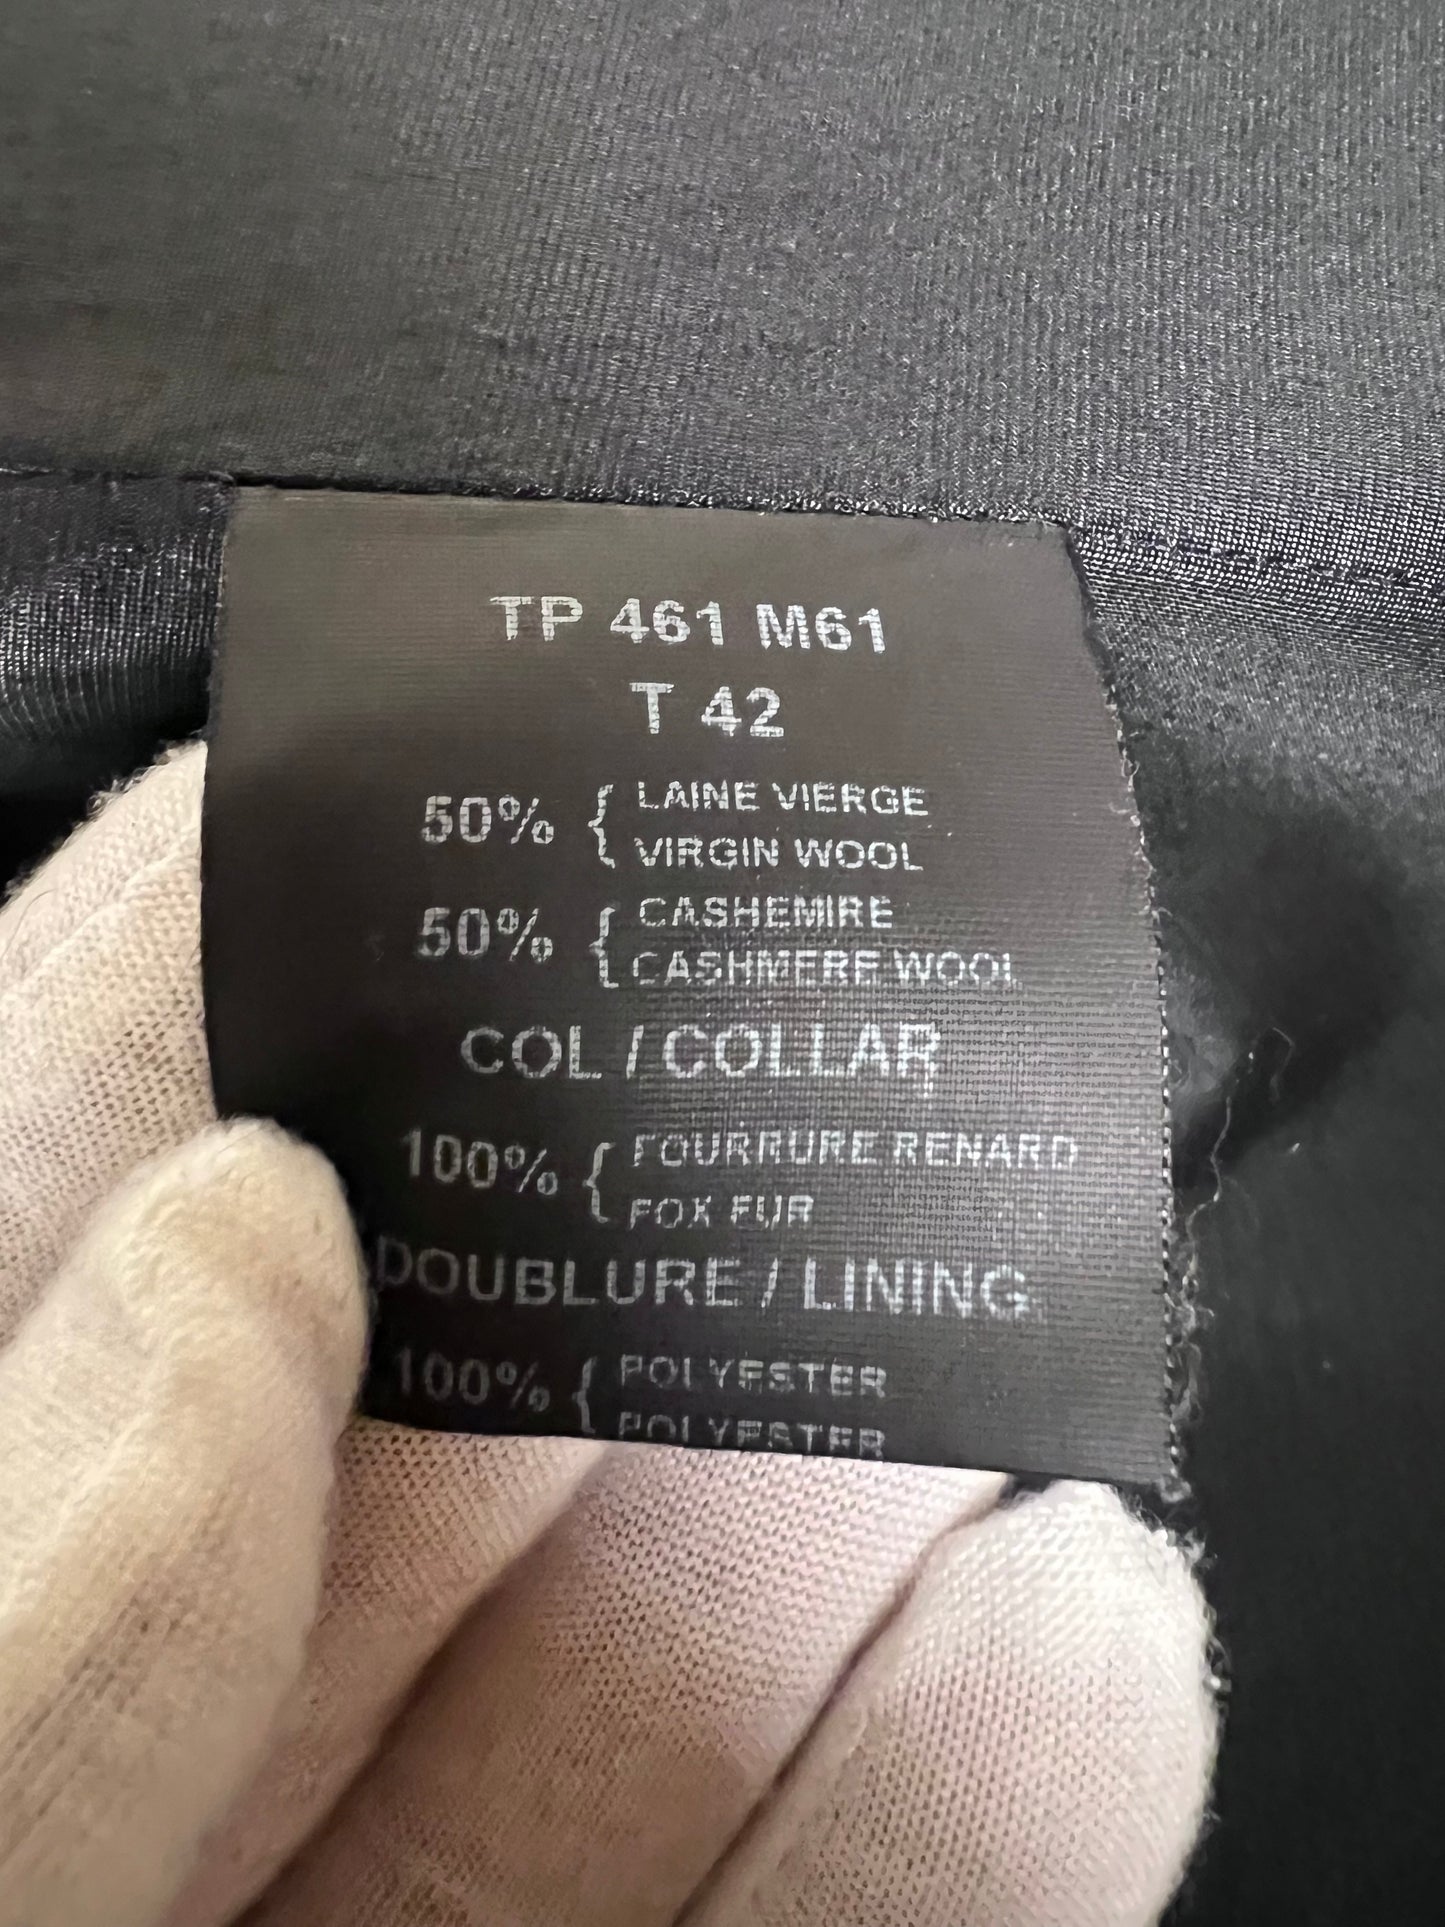 TP 461 M61
T 42
50% { LAINE VIERGE
VIRGIN WOOL
50% { CASHEMIRE
CASHMERE WOOL
COL / COLLAR
100% { FOURRURE RENARD
FOX FUR
DOUBLURE / LINING
100% { POLYESTER
POLYESTER